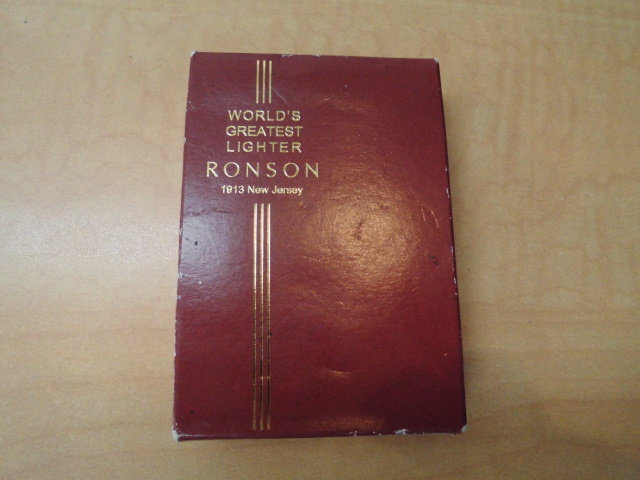 WORLD'S
GREATEST
LIGHTER
RONSON
1913 New Jersey